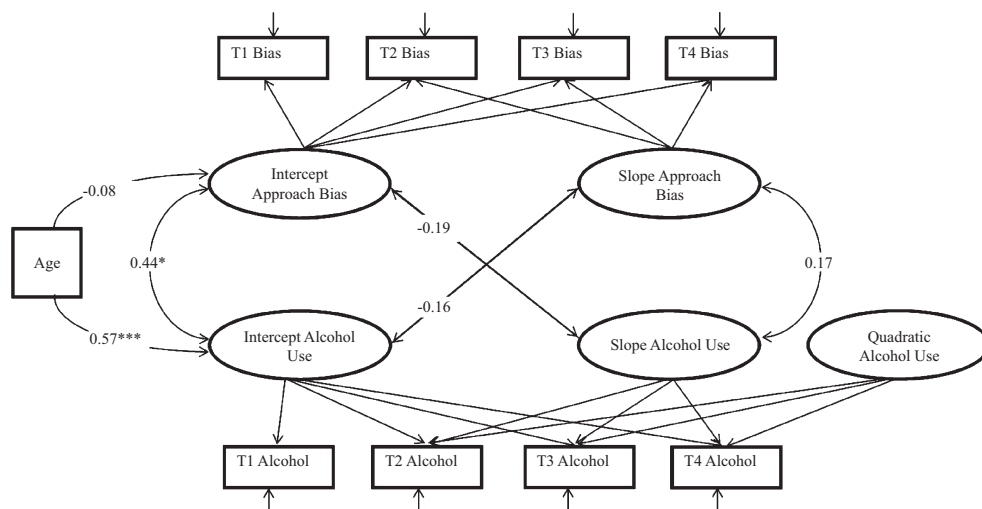 T1 Bias
T2 Bias
T3 Bias
T4 Bias
Intercept
Approach Bias
Slope Approach
Bias
-0.08
-0.19
Age
0.44*
0.17
-0.16
0.57***
Intercept Alcohol
Use
Slope Alcohol Use
Quadratic
Alcohol Use
T1 Alcohol
T2 Alcohol
T3 Alcohol
T4 Alcohol